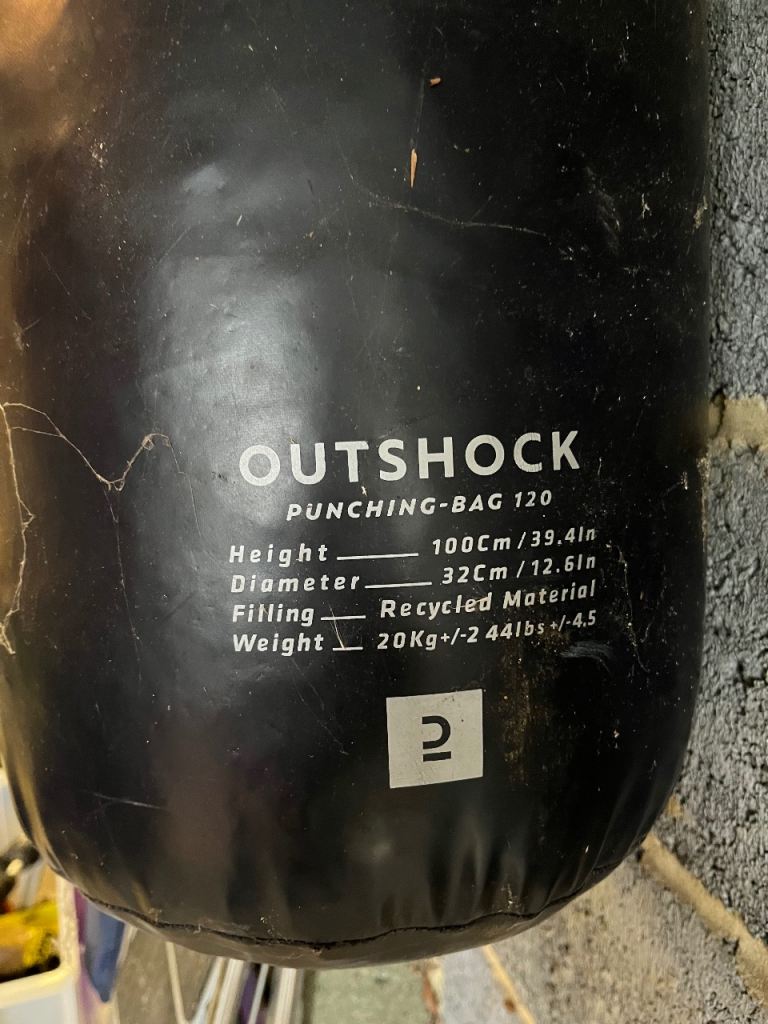 OUTSHOCK
PUNCHING-BAG 120
Height 100Cm / 39.4In
Diameter 32Cm / 12.6In
Filling Recycled Material
Weight 20Kg+/-2 44lbs +/-4.5